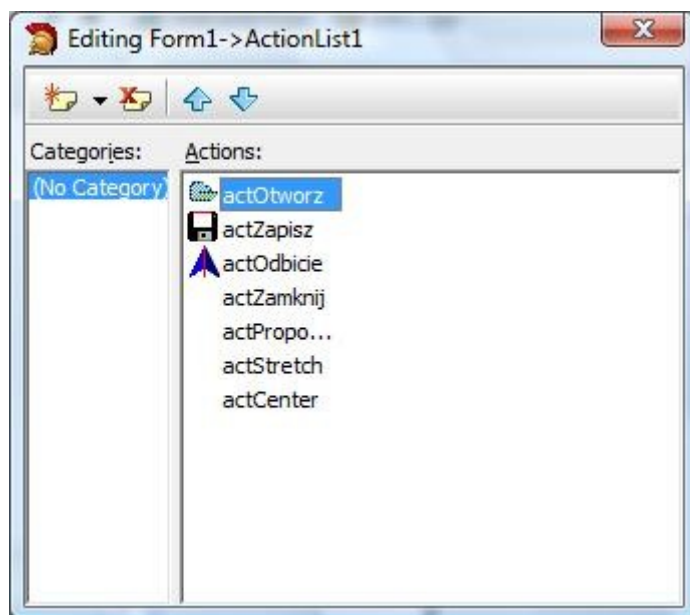 Editing Form1->ActionList1
Categories:
Actions:
(No Category)
actOtworz
actZapisz
actOdbicie
actZamknij
actPropo...
actStretch
actCenter